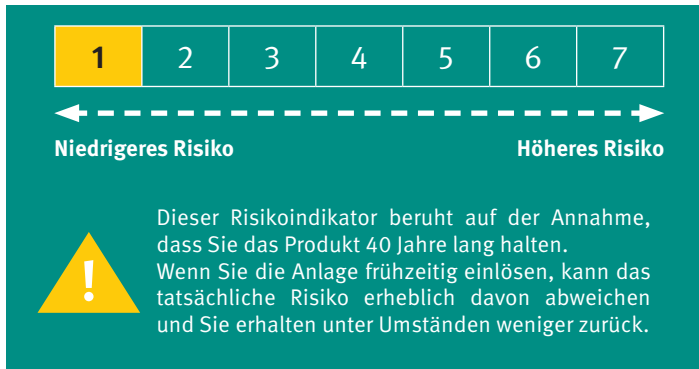 1 2 3 4 5 6 7
Niedrigeres Risiko Höheres Risiko
Dieser Risikoindikator beruht auf der Annahme,
dass Sie das Produkt 40 Jahre lang halten.
Wenn Sie die Anlage frühzeitig einlösen, kann das
tatsächliche Risiko erheblich davon abweichen
und Sie erhalten unter Umständen weniger zurück.
!